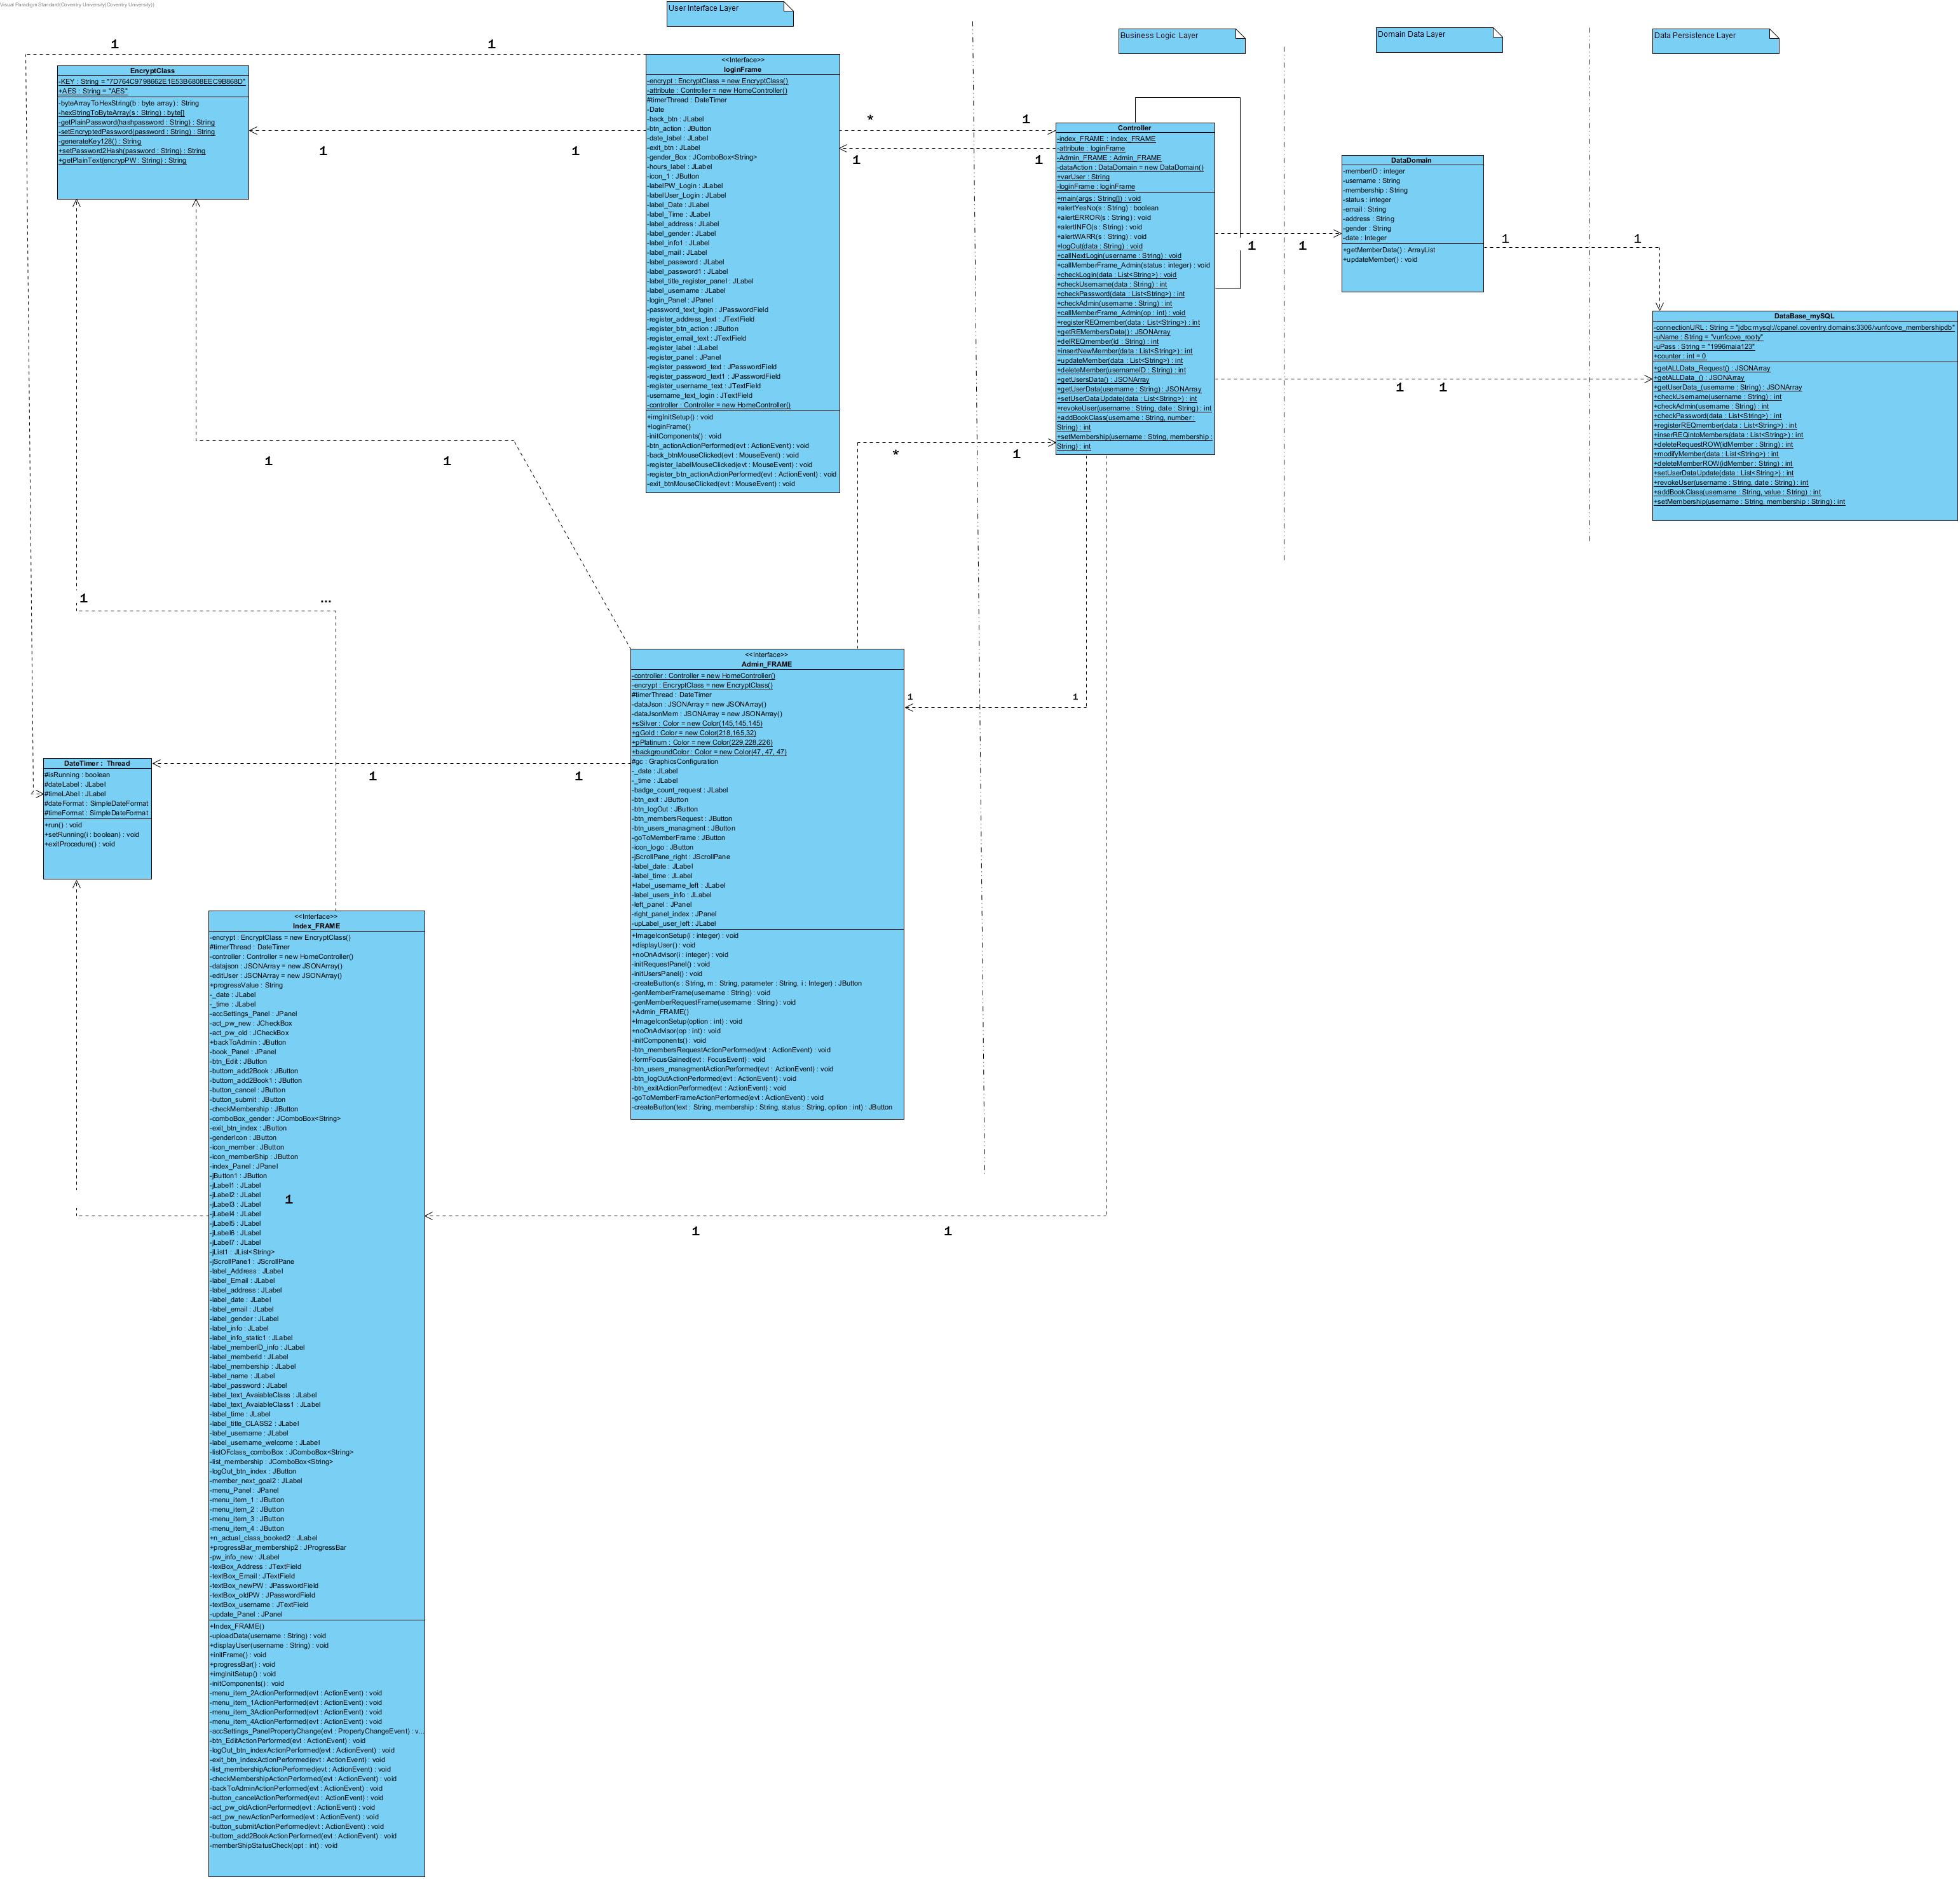 Visual Paradigm Standard(Coventry University(Coventry University))
User Interface Layer
Business Logic Layer
Domain Data Layer
Data Persistence Layer
1
1
EncryptClass
-KEY : String = "7D764C9798662E1E53B6808EEC9B868D"
+AES : String = "AES"
-byteArrayToHexString(b : byte array) : String
-hexStringToByteArray(s : String) : byte[]
-getPlainPassword(hashpassword : String) : String
-setEncryptedPassword(password : String) : String
-generateKey128() : String
+setPassword2Hash(password : String) : String
+getPlainText(encrypPW : String) : String
1
1
<<Interface>>
loginFrame
-encrypt : EncryptClass = new EncryptClass()
-attribute : Controller = new HomeController()
#timerThread : DateTimer
-Date
-back_btn : JLabel
-btn_action : JButton
-date_label : JLabel
-exit_btn : JLabel
-gender_Box : JComboBox<String>
-hours_label : JLabel
-icon_1 : JButton
-labelPW_Login : JLabel
-labelUser_Login : JLabel
-label_Date : JLabel
-label_Time : JLabel
-label_address : JLabel
-label_gender : JLabel
-label_info1 : JLabel
-label_mail : JLabel
-label_password : JLabel
-label_password1 : JLabel
-label_title_register_panel : JLabel
-label_username : JLabel
-login_Panel : JPanel
-password_text_login : JPasswordField
-register_address_text : JTextField
-register_btn_action : JButton
-register_email_text : JTextField
-register_label : JLabel
-register_panel : JPanel
-register_password_text : JPasswordField
-register_password_text1 : JPasswordField
-register_username_text : JTextField
-username_text_login : JTextField
-controller : Controller = new HomeController()
+imgInitSetup() : void
+loginFrame()
-initComponents() : void
-btn_actionActionPerformed(evt : ActionEvent) : void
-back_btnMouseClicked(evt : MouseEvent) : void
-register_labelMouseClicked(evt : MouseEvent) : void
-register_btn_actionActionPerformed(evt : ActionEvent) : void
-exit_btnMouseClicked(evt : MouseEvent) : void
*
1
1
1
Controller
-index_FRAME : Index_FRAME
-attribute : loginFrame
-Admin_FRAME : Admin_FRAME
-dataAction : DataDomain = new DataDomain()
+varUser : String
-loginFrame : loginFrame
+main(args : String[]) : void
+alertYesNo(s : String) : boolean
+alertERROR(s : String) : void
+alertINFO(s : String) : void
+alertWARR(s : String) : void
+logOut(data : String) : void
+callNextLogin(username : String) : void
+callMemberFrame_Admin(status : integer) : void
+checkLogin(data : List<String>) : void
+checkUsername(data : String) : int
+checkPassword(data : List<String>) : int
+checkAdmin(username : String) : int
+callMemberFrame_Admin(op : int) : void
+registerREQmember(data : List<String>) : int
+getREMembersData() : JSONArray
+delREQmember(id : String) : int
+insertNewMember(data : List<String>) : int
+updateMember(data : List<String>) : int
+deleteMember(usernameID : String) : int
+getUsersData() : JSONArray
+getUserData(username : String) : JSONArray
+setUserDataUpdate(data : List<String>) : int
+revokeUser(username : String, date : String) : int
+addBookClass(username : String, number :
String) : int
+setMembership(username : String, membership :
String) : int
1
1
DataDomain
-memberID : integer
-username : String
-membership : String
-status : integer
-email : String
-address : String
-gender : String
-date : Integer
+getMemberData() : ArrayList
+updateMember() : void
1
1
DataBase_mySQL
-connectionURL : String = "jdbc:mysql://cpanel.coventry.domains:3306/vunfcove_membershipdb"
-uName : String = "vunfcove_rooty"
-uPass : String = "1996maia123"
+counter : int = 0
+getALLData_Request() : JSONArray
+getALLData_() : JSONArray
+getUserData_(username : String) : JSONArray
+checkUsername(username : String) : int
+checkAdmin(username : String) : int
+checkPassword(data : List<String>) : int
+registerREQmember(data : List<String>) : int
+inserREQintoMembers(data : List<String>) : int
+deleteRequestROW(idMember : String) : int
+modifyMember(data : List<String>) : int
+deleteMemberROW(idMember : String) : int
+setUserDataUpdate(data : List<String>) : int
+revokeUser(username : String, date : String) : int
+addBookClass(username : String, value : String) : int
+setMembership(username : String, membership : String) : int
1
1
1
1
*
1
1
...
<<Interface>>
Admin_FRAME
-controller : Controller = new HomeController()
-encrypt : EncryptClass = new EncryptClass()
#timerThread : DateTimer
-dataJson : JSONArray = new JSONArray()
-dataJsonMem : JSONArray = new JSONArray()
+sSilver : Color = new Color(145,145,145)
+gGold : Color = new Color(218,165,32)
+pPlatinum : Color = new Color(229,228,226)
+backgroundColor : Color = new Color(47, 47, 47)
#gc : GraphicsConfiguration
-_date : JLabel
-_time : JLabel
-badge_count_request : JLabel
-btn_exit : JButton
-btn_logOut : JButton
-btn_membersRequest : JButton
-btn_users_managment : JButton
-goToMemberFrame : JButton
-icon_logo : JButton
-jScrollPane_right : JScrollPane
-label_date : JLabel
-label_time : JLabel
+label_username_left : JLabel
-label_users_info : JLabel
-left_panel : JPanel
-right_panel_index : JPanel
-upLabel_user_left : JLabel
+ImageIconSetup(i : integer) : void
+displayUser() : void
+noOnAdvisor(i : integer) : void
-initRequestPanel() : void
-initUsersPanel() : void
-createButton(s : String, m : String, parameter : String, i : Integer) : JButton
-genMemberFrame(username : String) : void
-genMemberRequestFrame(username : String) : void
+Admin_FRAME()
+ImageIconSetup(option : int) : void
+noOnAdvisor(op : int) : void
-initComponents() : void
-btn_membersRequestActionPerformed(evt : ActionEvent) : void
-formFocusGained(evt : FocusEvent) : void
-btn_users_managmentActionPerformed(evt : ActionEvent) : void
-btn_logOutActionPerformed(evt : ActionEvent) : void
-btn_exitActionPerformed(evt : ActionEvent) : void
-goToMemberFrameActionPerformed(evt : ActionEvent) : void
-createButton(text : String, membership : String, status : String, option : int) : JButton
1
1
1
1
DateTimer : Thread
#isRunning : boolean
#dateLabel : JLabel
#timeLAbel : JLabel
#dateFormat : SimpleDateFormat
#timeFormat : SimpleDateFormat
+run() : void
+setRunning(i : boolean) : void
+exitProcedure() : void
<<Interface>>
Index_FRAME
-encrypt : EncryptClass = new EncryptClass()
#timerThread : DateTimer
-controller : Controller = new HomeController()
-datajson : JSONArray = new JSONArray()
-editUser : JSONArray = new JSONArray()
+progressValue : String
-_date : JLabel
-_time : JLabel
-accSettings_Panel : JPanel
-act_pw_new : JCheckBox
-act_pw_old : JCheckBox
+backToAdmin : JButton
-book_Panel : JPanel
-btn_Edit : JButton
-buttom_add2Book : JButton
-buttom_add2Book1 : JButton
-button_cancel : JButton
-button_submit : JButton
-checkMembership : JButton
-comboBox_gender : JComboBox<String>
-exit_btn_index : JButton
-genderIcon : JButton
-icon_member : JButton
-icon_memberShip : JButton
-index_Panel : JPanel
-jButton1 : JButton
-jLabel1 : JLabel
-jLabel2 : JLabel
-jLabel3 : JLabel
-jLabel4 : JLabel
-jLabel5 : JLabel
-jLabel6 : JLabel
-jLabel7 : JLabel
-jList1 : JList<String>
-jScrollPane1 : JScrollPane
-label_Address : JLabel
-label_Email : JLabel
-label_address : JLabel
-label_date : JLabel
-label_email : JLabel
-label_gender : JLabel
-label_info : JLabel
-label_info_static1 : JLabel
-label_memberID_info : JLabel
-label_memberid : JLabel
-label_membership : JLabel
-label_name : JLabel
-label_password : JLabel
-label_text_AvaiableClass : JLabel
-label_text_AvaiableClass1 : JLabel
-label_time : JLabel
-label_title_CLASS2 : JLabel
-label_username : JLabel
-label_username_welcome : JLabel
-listOFclass_comboBox : JComboBox<String>
-list_membership : JComboBox<String>
-logOut_btn_index : JButton
-member_next_goal2 : JLabel
-menu_Panel : JPanel
-menu_item_1 : JButton
-menu_item_2 : JButton
-menu_item_3 : JButton
-menu_item_4 : JButton
+n_actual_class_booked2 : JLabel
+progressBar_membership2 : JProgressBar
-pw_info_new : JLabel
-texBox_Address : JTextField
-textBox_Email : JTextField
-textBox_newPW : JPasswordField
-textBox_oldPW : JPasswordField
-textBox_username : JTextField
-update_Panel : JPanel
+Index_FRAME()
-uploadData(username : String) : void
+displayUser(username : String) : void
+initFrame() : void
+progressBar() : void
+imgInitSetup() : void
-initComponents() : void
-menu_item_2ActionPerformed(evt : ActionEvent) : void
-menu_item_1ActionPerformed(evt : ActionEvent) : void
-menu_item_3ActionPerformed(evt : ActionEvent) : void
-menu_item_4ActionPerformed(evt : ActionEvent) : void
-accSettings_PanelPropertyChange(evt : PropertyChangeEvent) : v...
-btn_EditActionPerformed(evt : ActionEvent) : void
-logOut_btn_indexActionPerformed(evt : ActionEvent) : void
-exit_btn_indexActionPerformed(evt : ActionEvent) : void
-list_membershipActionPerformed(evt : ActionEvent) : void
-checkMembershipActionPerformed(evt : ActionEvent) : void
-backToAdminActionPerformed(evt : ActionEvent) : void
-button_cancelActionPerformed(evt : ActionEvent) : void
-act_pw_oldActionPerformed(evt : ActionEvent) : void
-act_pw_newActionPerformed(evt : ActionEvent) : void
-button_submitActionPerformed(evt : ActionEvent) : void
-buttom_add2BookActionPerformed(evt : ActionEvent) : void
-memberShipStatusCheck(opt : int) : void
1
1
1